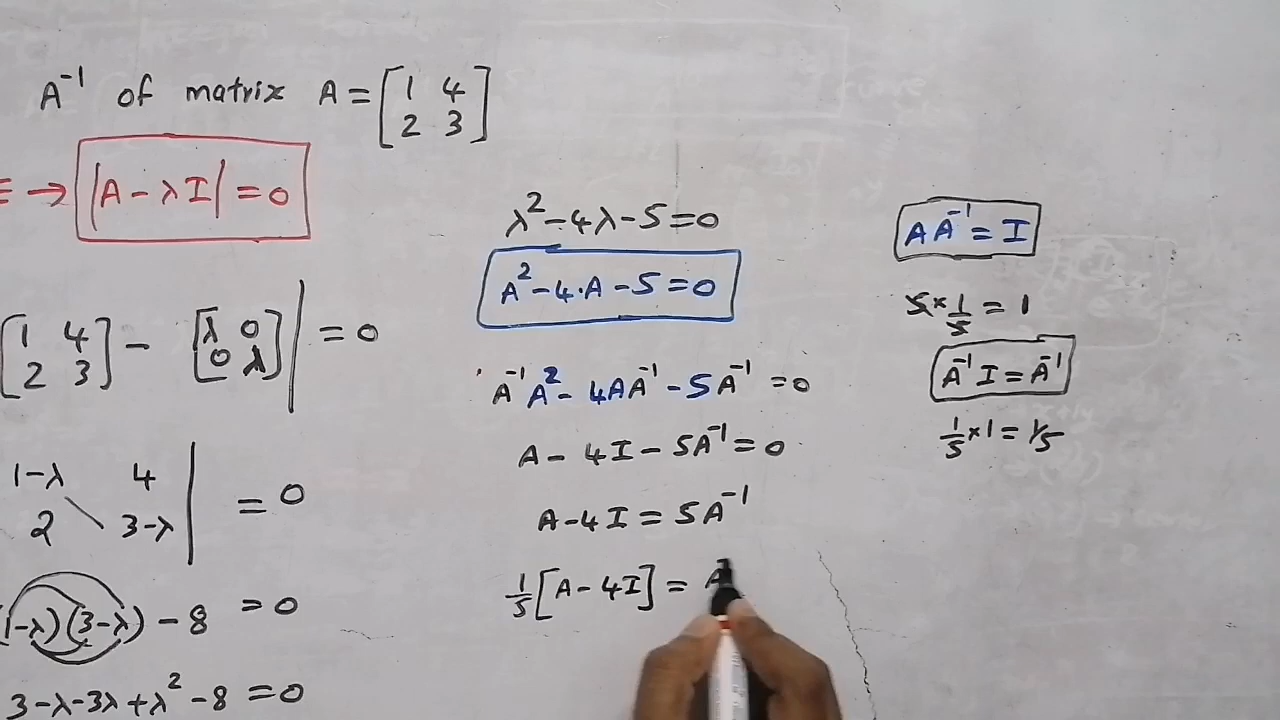 A⁻¹ of matrix A = [1 4
2 3]
→ |A - λI| = 0
[1 4
2 3] - [λ 0
0 λ]| = 0
1-λ 4
2 3-λ | = 0
(1-λ)(3-λ) - 8 = 0
3-λ-3λ+λ²-8 = 0
λ²-4λ-5=0
A²-4·A-5=0
A⁻¹A²-4AA⁻¹-5A⁻¹=0
A-4I-5A⁻¹=0
A-4I=5A⁻¹
1/5[A-4I]=A
AA⁻¹=I
5×1/5=1
A⁻¹I=A⁻¹
1/5×1=1/5